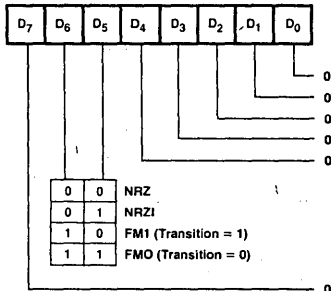 D7 D6 D5 D4 D3 D2 D1 D0
0
0
0
0
0
0 0 NRZ
0 1 NRZI
1 0 FM1 (Transition = 1)
1 1 FM0 (Transition = 0)
0